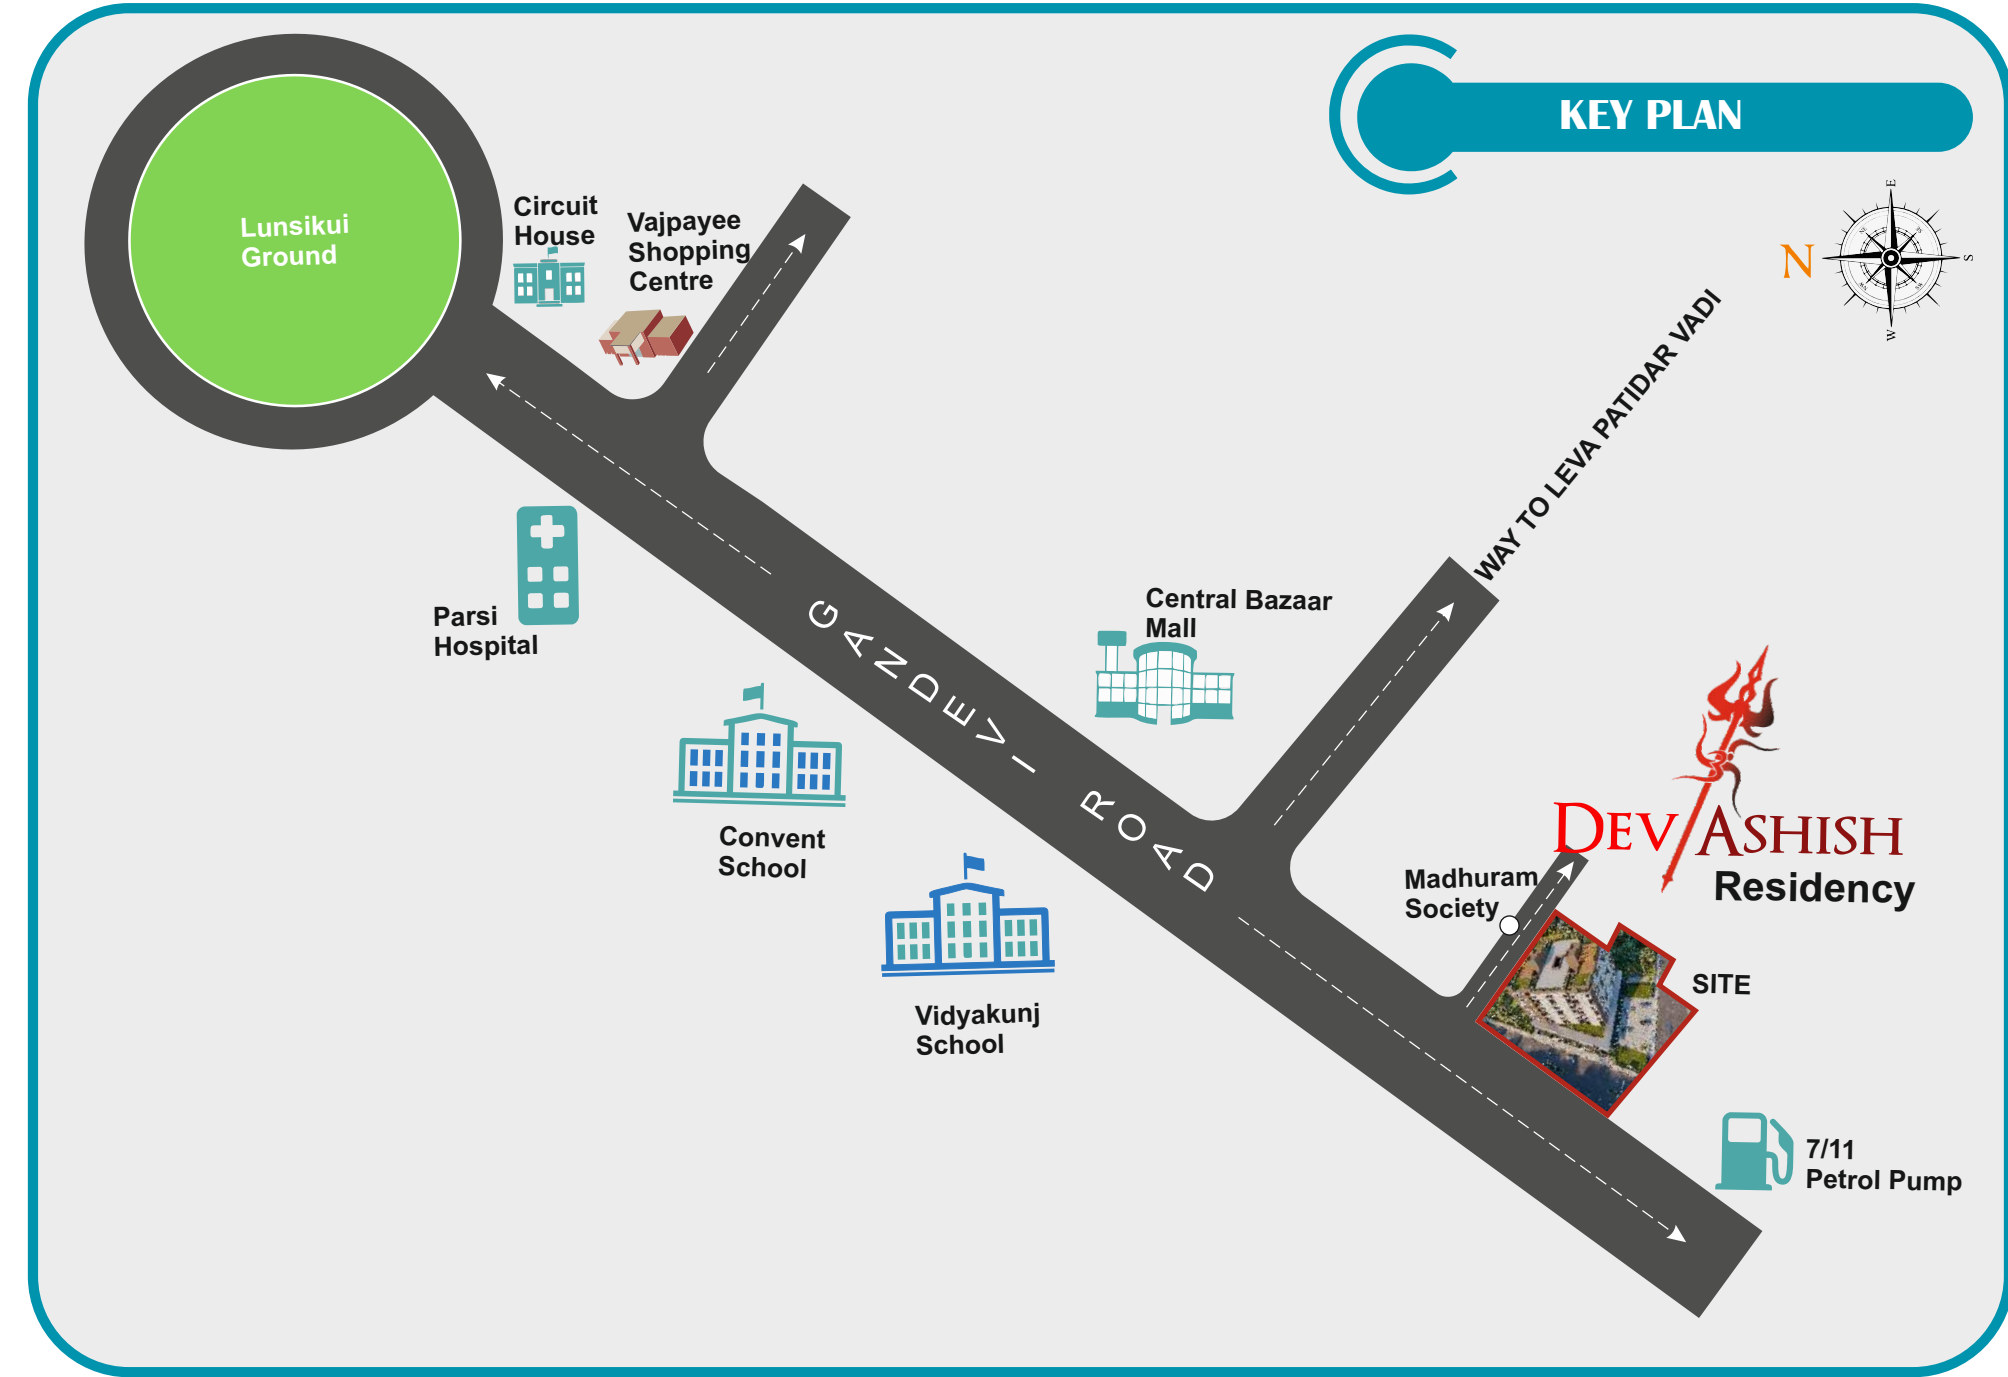 KEY PLAN
E
N
S
W
Lunsikui
Ground
Circuit
House
Vajpayee
Shopping
Centre
WAY TO LEVA PATIDAR VADI
Parsi
Hospital
GANDEVI ROAD
Central Bazaar
Mall
Convent
School
Vidyakunj
School
DEV ASHISH
Residency
Madhuram
Society
SITE
7/11
Petrol Pump